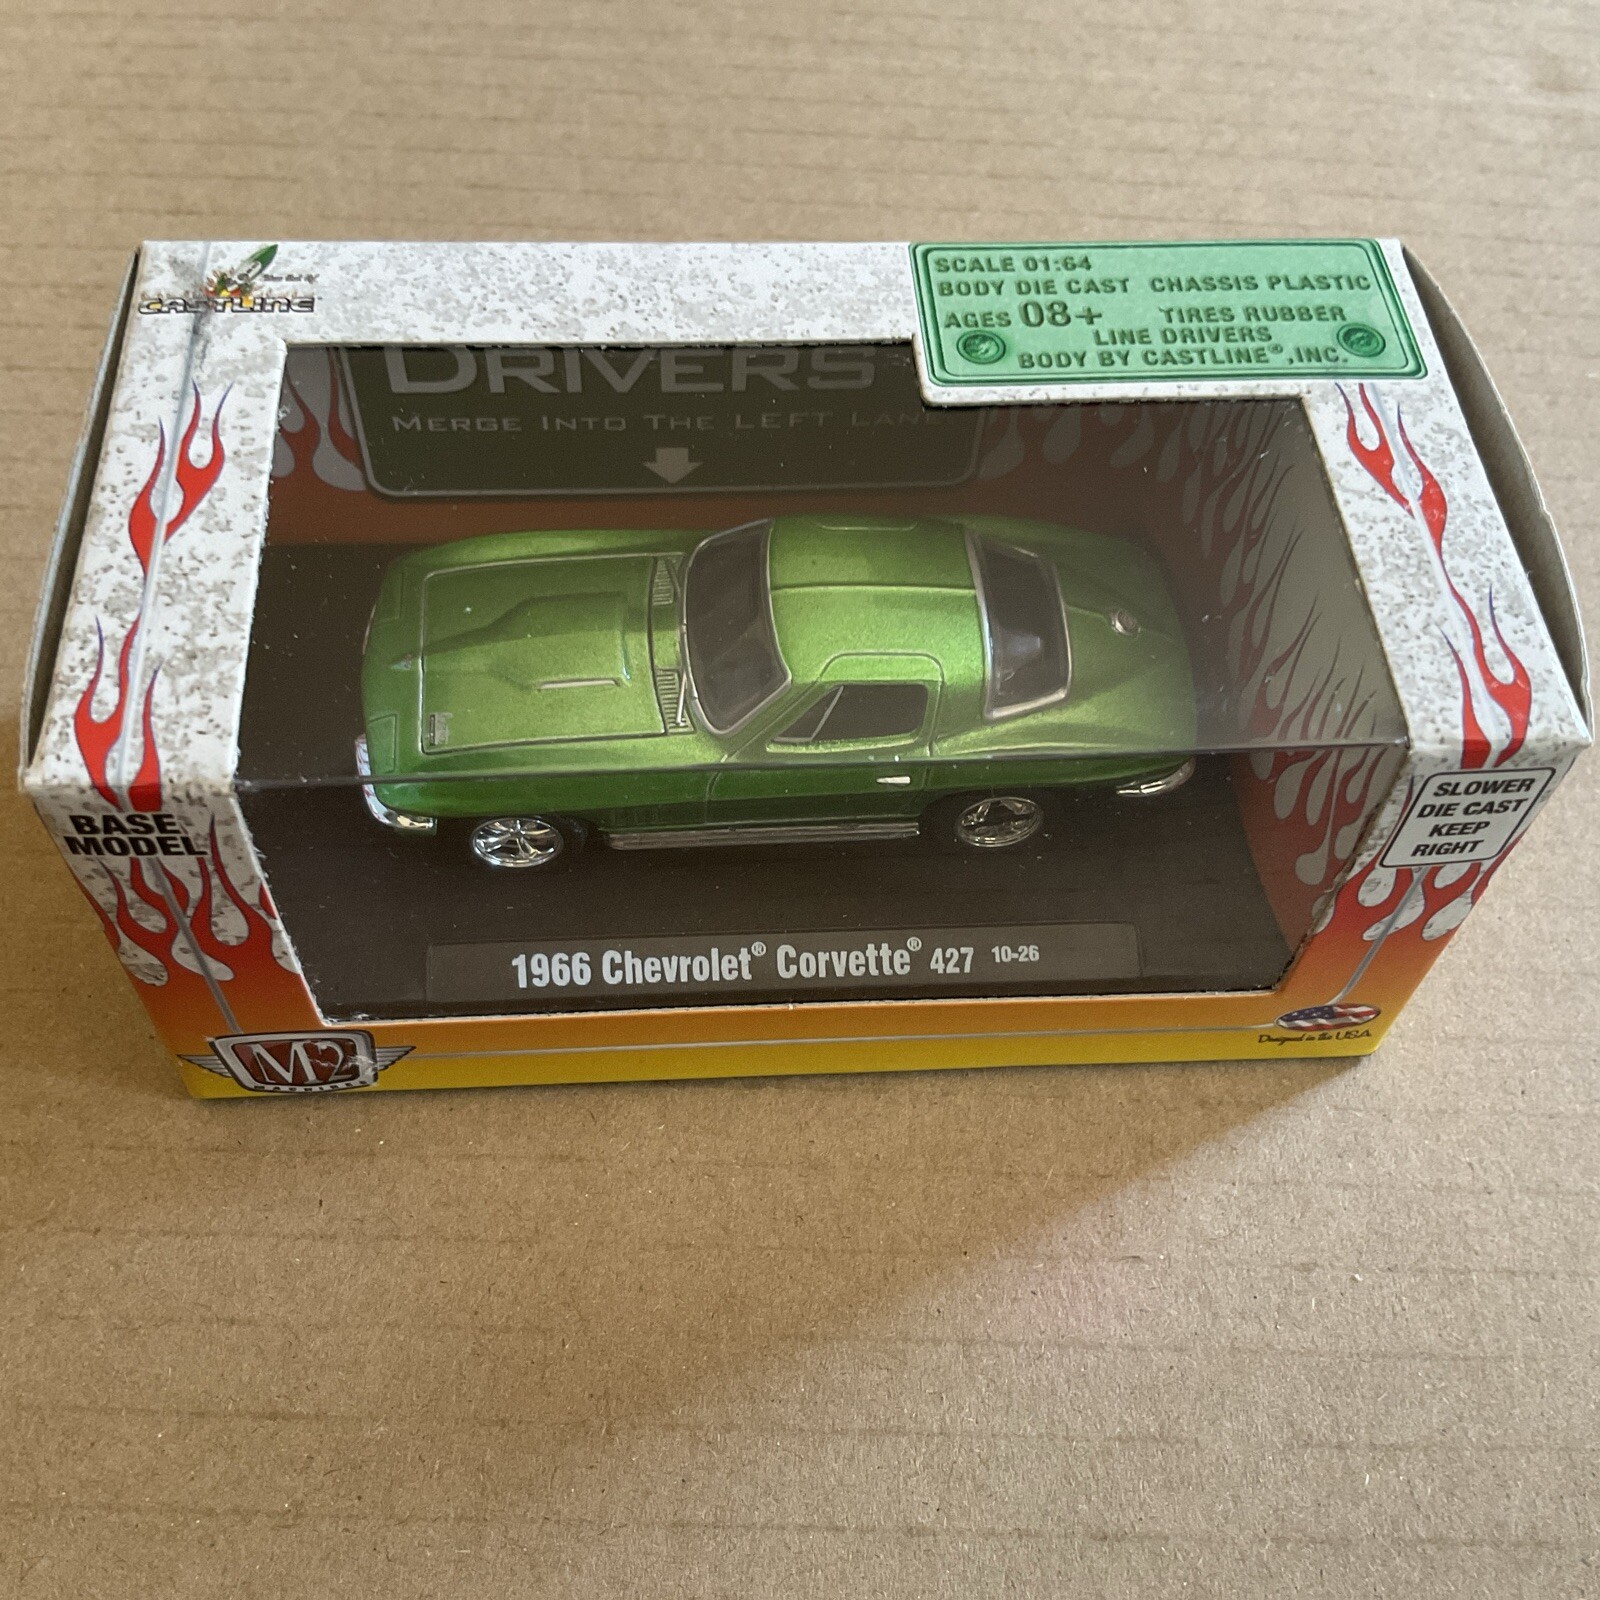 CASTLINE
SCALE 01:64
BODY DIE CAST CHASSIS PLASTIC
AGES 08+ TIRES RUBBER
LINE DRIVERS
BODY BY CASTLINE®, INC.
DRIVERS
MERGE INTO THE LEFT LANE
BASE
MODEL
SLOWER
DIE CAST
KEEP
RIGHT
1966 Chevrolet® Corvette® 427 10-26
M2
MACHINES
Designed in the USA